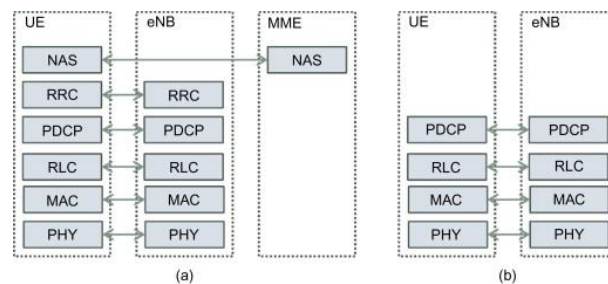 UE eNB MME UE eNB
NAS NAS
RRC RRC
PDCP PDCP PDCP PDCP
RLC RLC RLC RLC
MAC MAC MAC MAC
PHY PHY PHY PHY
(a) (b)